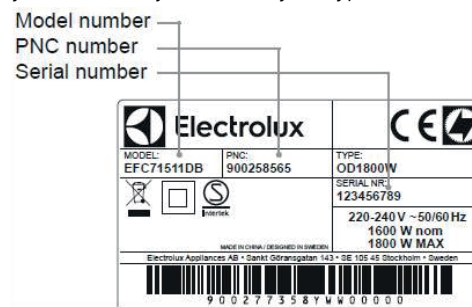 Model number
PNC number
Serial number
Electrolux
CE
MODEL:
EFC71511DB
PNC:
900258565
TYPE:
OD1800W
SERIAL NR:
123456789
Intertek
S
220-240 V ~50/60 Hz
1600 W nom
1800 W MAX
MADE IN CHINA / DESIGNED IN SWEDEN
Electrolux Appliances AB • Sankt Göransgatan 143 • SE 105 45 Stockholm • Sweden
900277358YWW00000